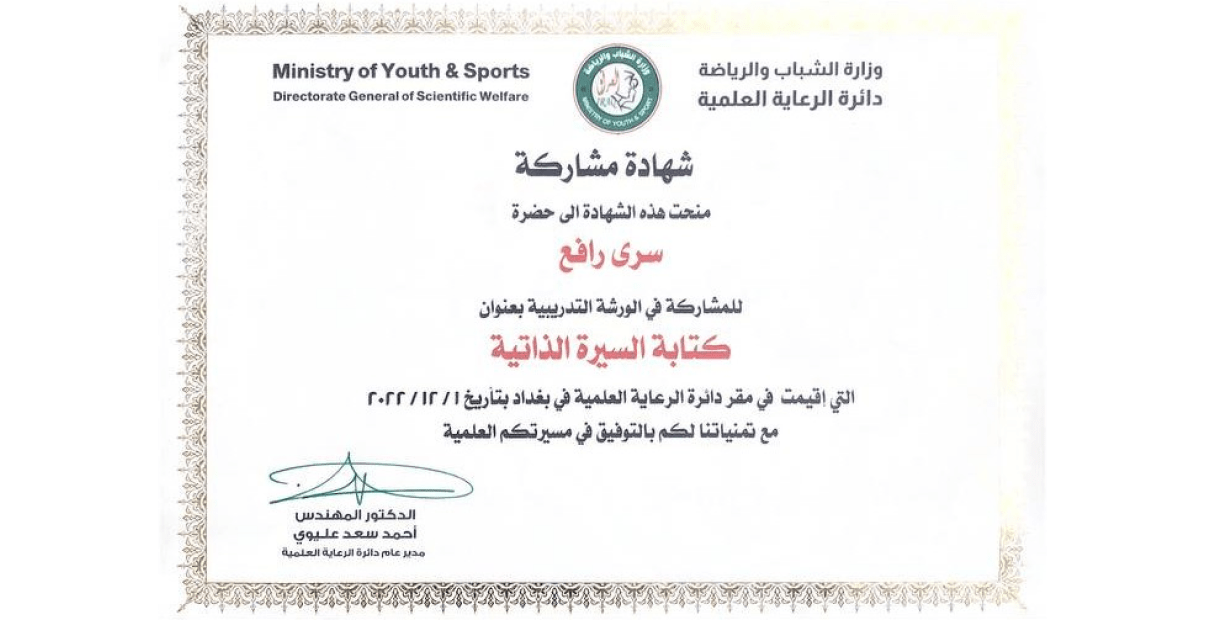 Ministry of Youth & Sports
Directorate General of Scientific Welfare
وزارة الشباب والرياضة
دائرة الرعاية العلمية
وزارة الشباب والرياضة
العراق
MINISTRY OF YOUTH & SPORT
شهادة مشاركة
منحت هذه الشهادة الى حضرة
سرى رافع
للمشاركة في الورشة التدريبية بعنوان
كتابة السيرة الذاتية
التي إقيمت في مقر دائرة الرعاية العلمية في بغداد بتأريخ ١ / ١٢ / ٢٠٢٢
مع تمنياتنا لكم بالتوفيق في مسيرتكم العلمية
الدكتور المهندس
أحمد سعد عليوي
مدير عام دائرة الرعاية العلمية